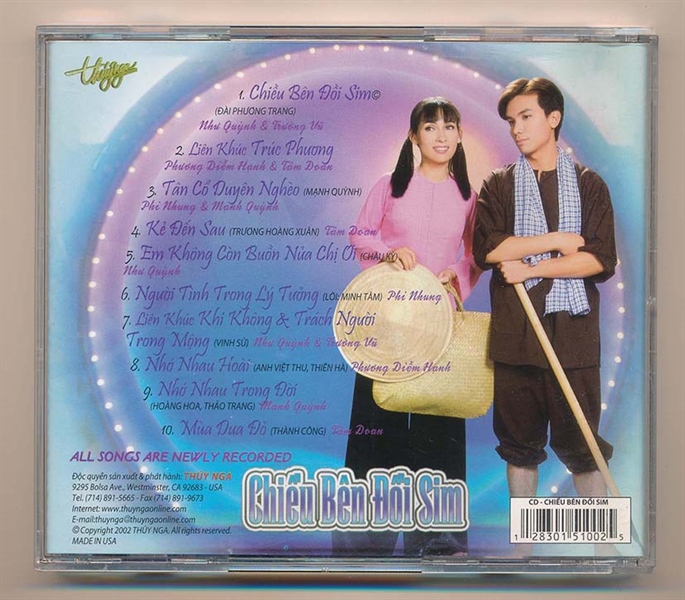 Thúy Nga
1. Chiều Bên Đồi Sim©
(ĐÀI PHƯƠNG TRANG)
Như Quỳnh & Trường Vũ
2. Liên Khúc Trúc Phương
Phương Diễm Hạnh & Tâm Đoan
3. Tân Cổ Duyên Nghèo (MẠNH QUỲNH)
Phi Nhung & Mạnh Quỳnh
4. Kẻ Đến Sau (TRƯƠNG HOÀNG XUÂN) Tâm Đoan
5. Em Không Còn Buồn Nữa Chị Ơi (CHÂU KỲ)
Như Quỳnh
6. Người Tình Trong Lý Tưởng (LỜI: MINH TÂM) Phi Nhung
7. Liên Khúc Khi Không & Trách Người
Trong Mộng (VINH SỬ) Như Quỳnh & Trường Vũ
8. Nhớ Nhau Hoài (ANH VIỆT THU, THIÊN HÀ) Phương Diễm Hạnh
9. Nhớ Nhau Trong Đời
(HOÀNG HOA, THẢO TRANG) Mạnh Quỳnh
10. Mùa Dưa Đỏ (THÀNH CÔNG) Tâm Đoan
ALL SONGS ARE NEWLY RECORDED
Độc quyền sản xuất & phát hành: THÚY NGA
9295 Bolsa Ave., Westminster, CA 92683 - USA
Tel. (714) 891-5665 - Fax (714) 891-9673
Internet: www.thuyngaonline.com
E-mail:thuynga@thuyngaonline.com
© Copyright 2002 THÚY NGA. All rights reserved.
MADE IN USA
Chiều Bên Đồi Sim
CD - CHIỀU BÊN ĐỒI SIM
1 28301 51002 5